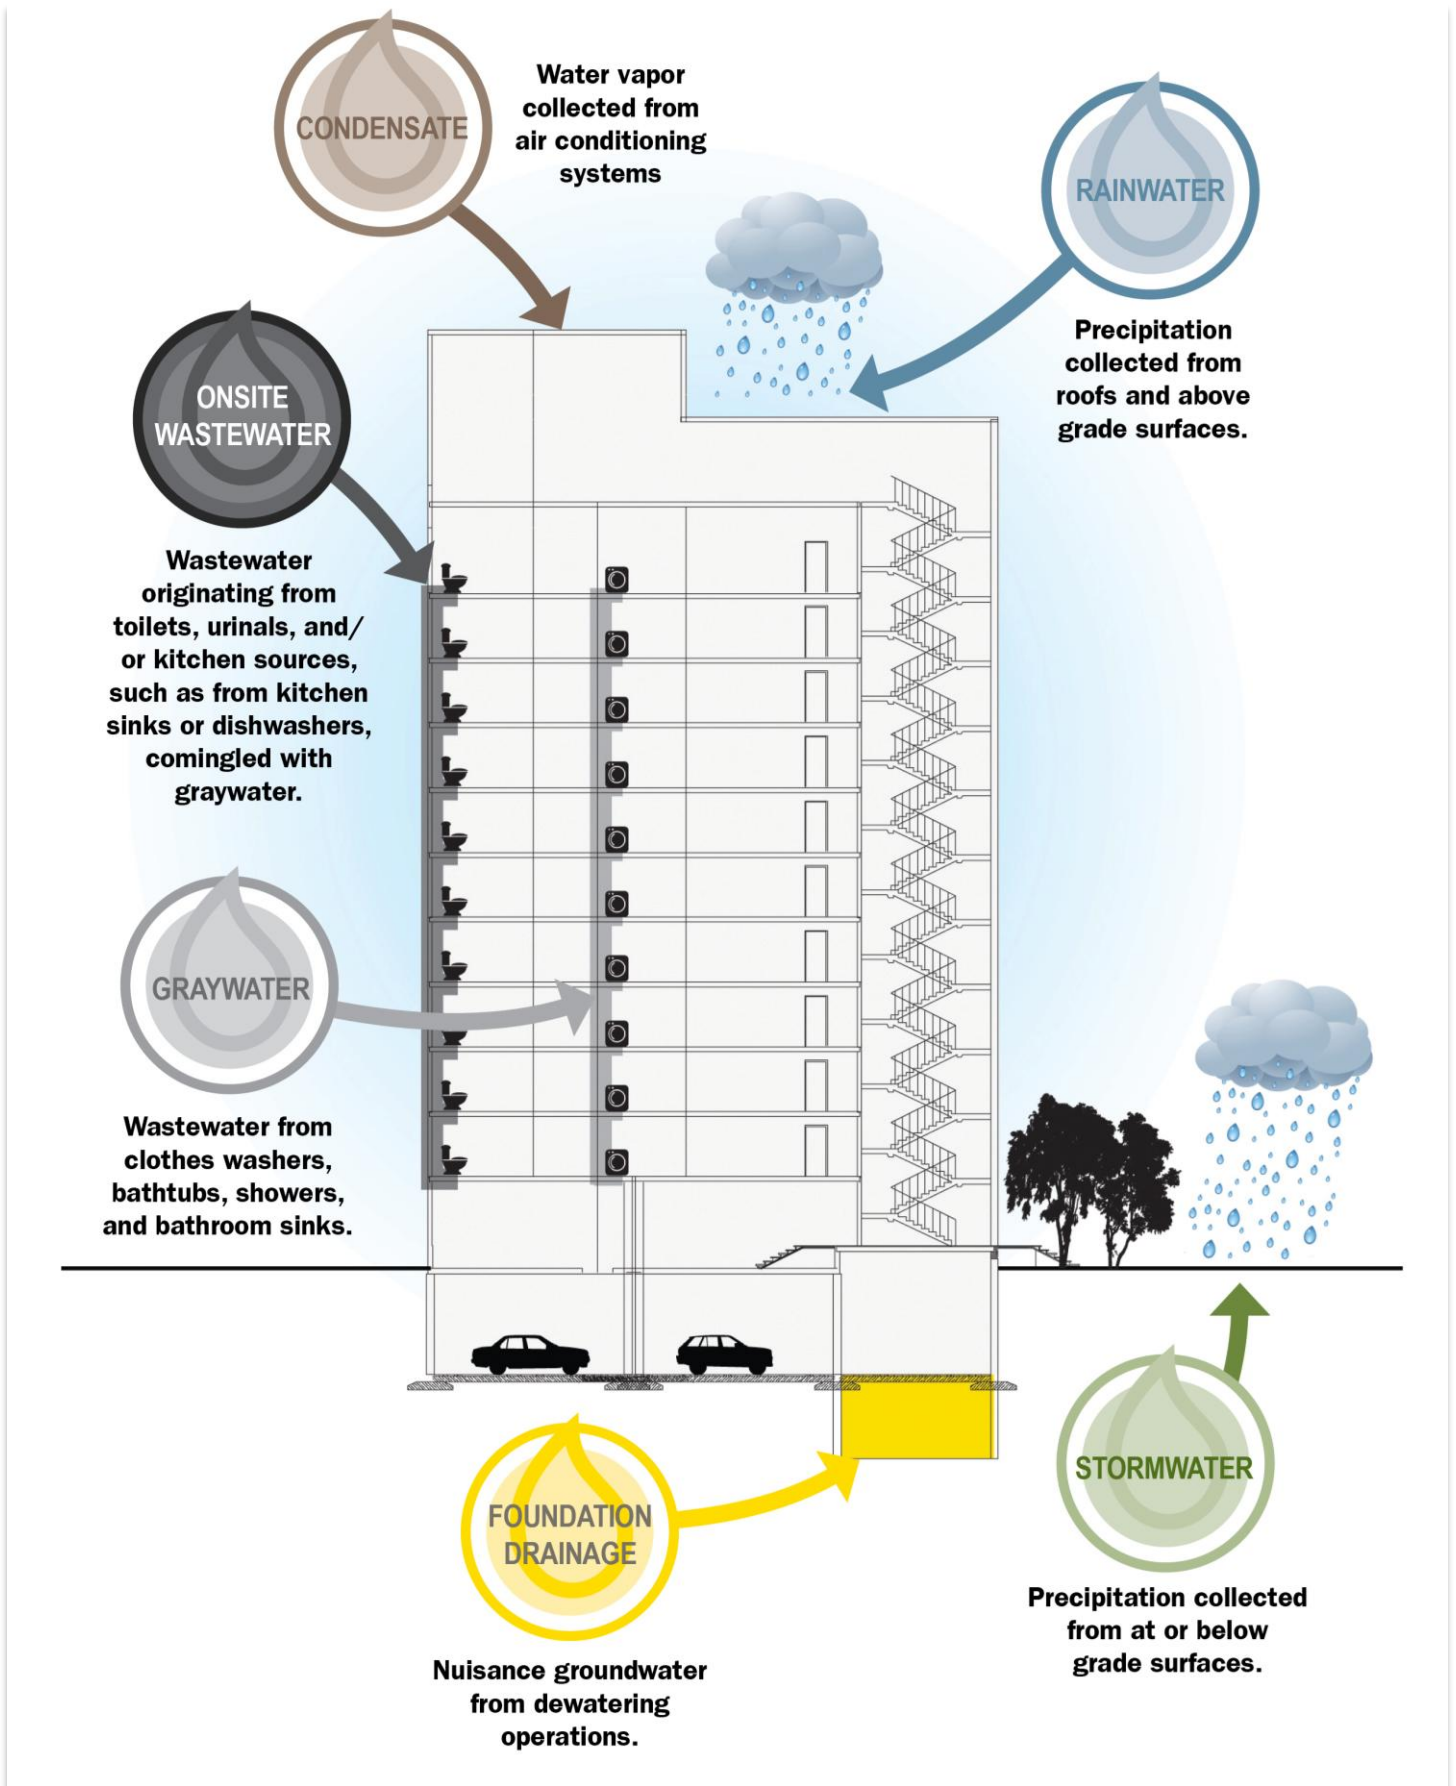 CONDENSATE
Water vapor
collected from
air conditioning
systems
RAINWATER
Precipitation
collected from
roofs and above
grade surfaces.
ONSITE
WASTEWATER
Wastewater
originating from
toilets, urinals, and/
or kitchen sources,
such as from kitchen
sinks or dishwashers,
comingled with
graywater.
GRAYWATER
Wastewater from
clothes washers,
bathtubs, showers,
and bathroom sinks.
FOUNDATION
DRAINAGE
Nuisance groundwater
from dewatering
operations.
STORMWATER
Precipitation collected
from at or below
grade surfaces.